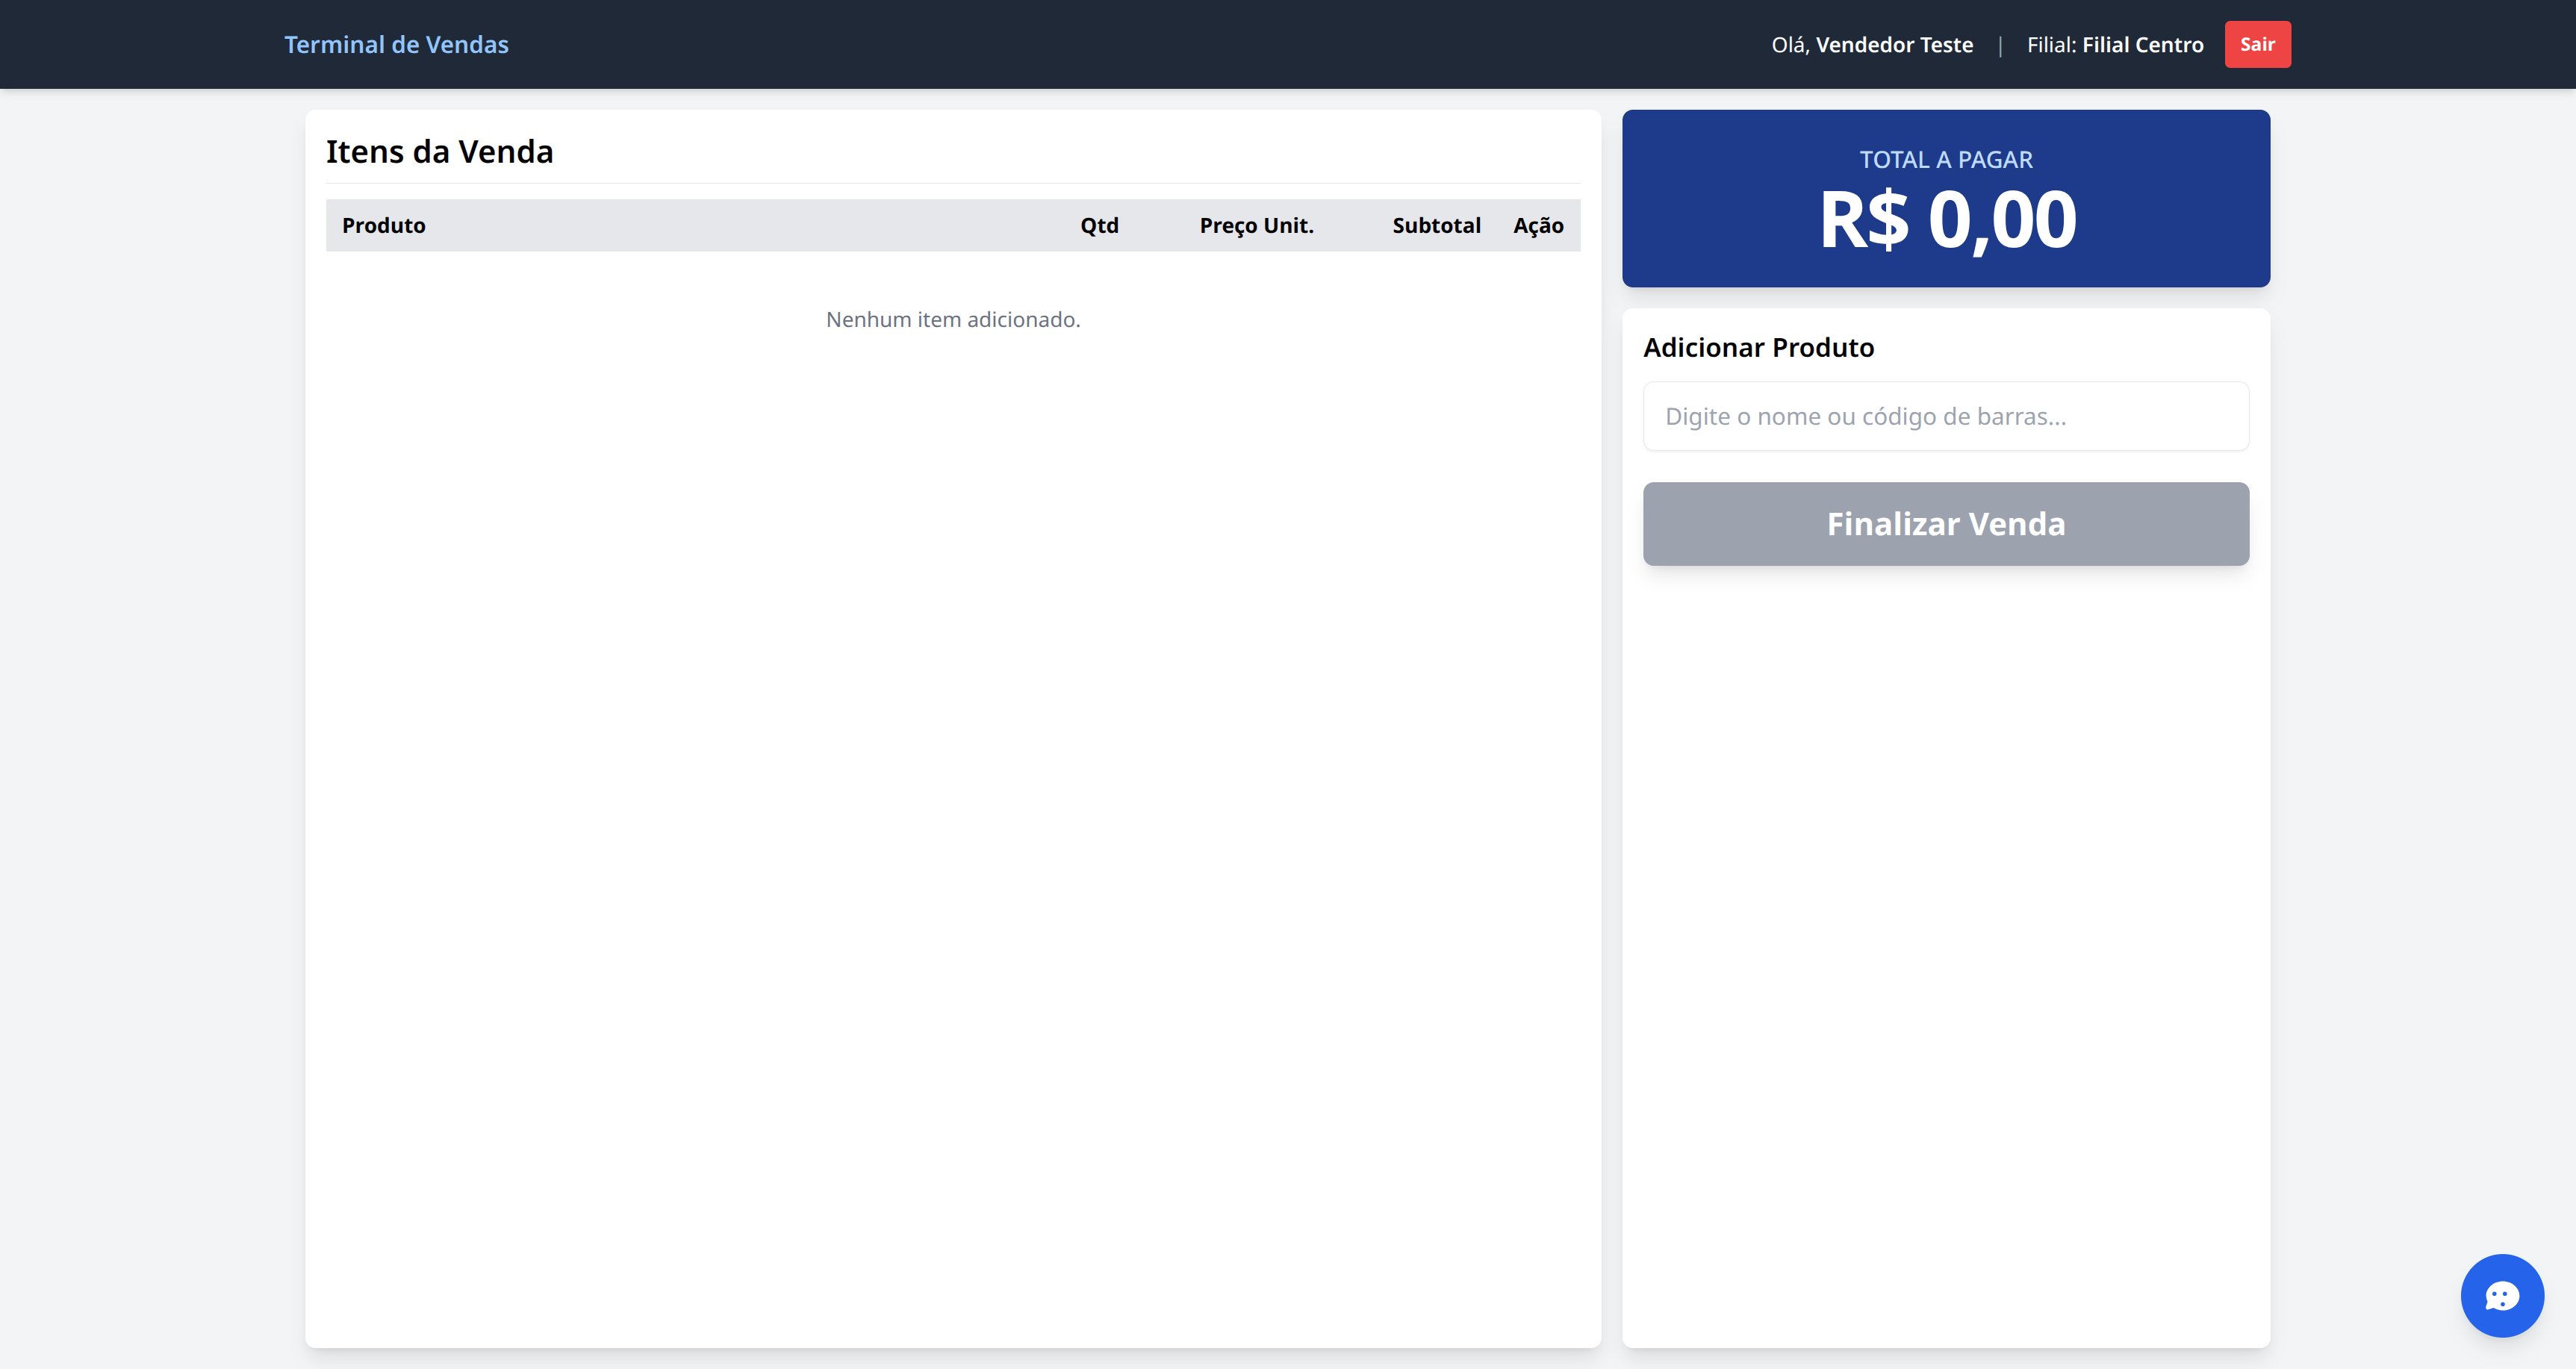 Terminal de Vendas
Olá, Vendedor Teste | Filial: Filial Centro Sair
Itens da Venda
Produto Qtd Preço Unit. Subtotal Ação
Nenhum item adicionado.
TOTAL A PAGAR
R$ 0,00
Adicionar Produto
Digite o nome ou código de barras...
Finalizar Venda